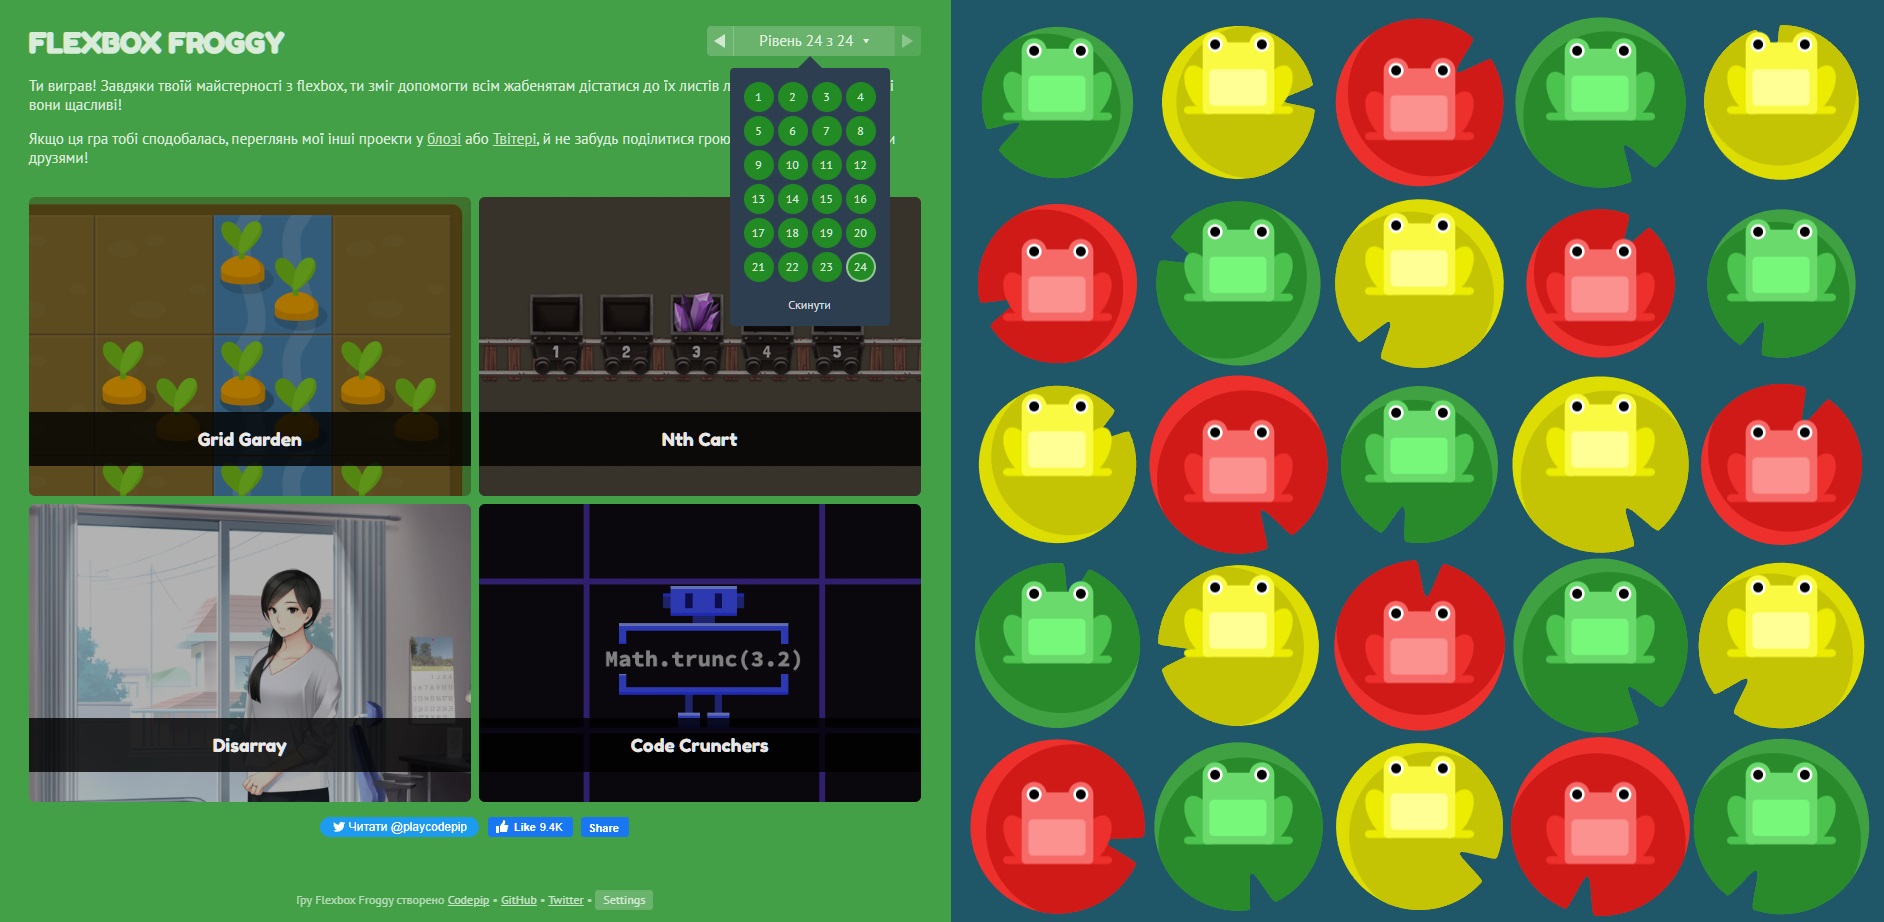 FLEXBOX FROGGY
Рівень 24 з 24
Ти виграв! Завдяки твоїй майстерності з flexbox, ти зміг допомогти всім жабенятам дістатися до їх листів л
і
вони щасливі!
Якщо ця гра тобі сподобалась, переглянь мої інші проекти у блозі або Твітері, й не забудь поділитися грою
и
друзями!
1 2 3 4
5 6 7 8
9 10 11 12
13 14 15 16
17 18 19 20
21 22 23 24
Скинути
1 2 3 4 5
Grid Garden
Nth Cart
Math.trunc(3.2)
Disarray
Code Crunchers
Читати @playcodepip
Like 9.4K
Share
Гру Flexbox Froggy створено Codepip • GitHub • Twitter • Settings